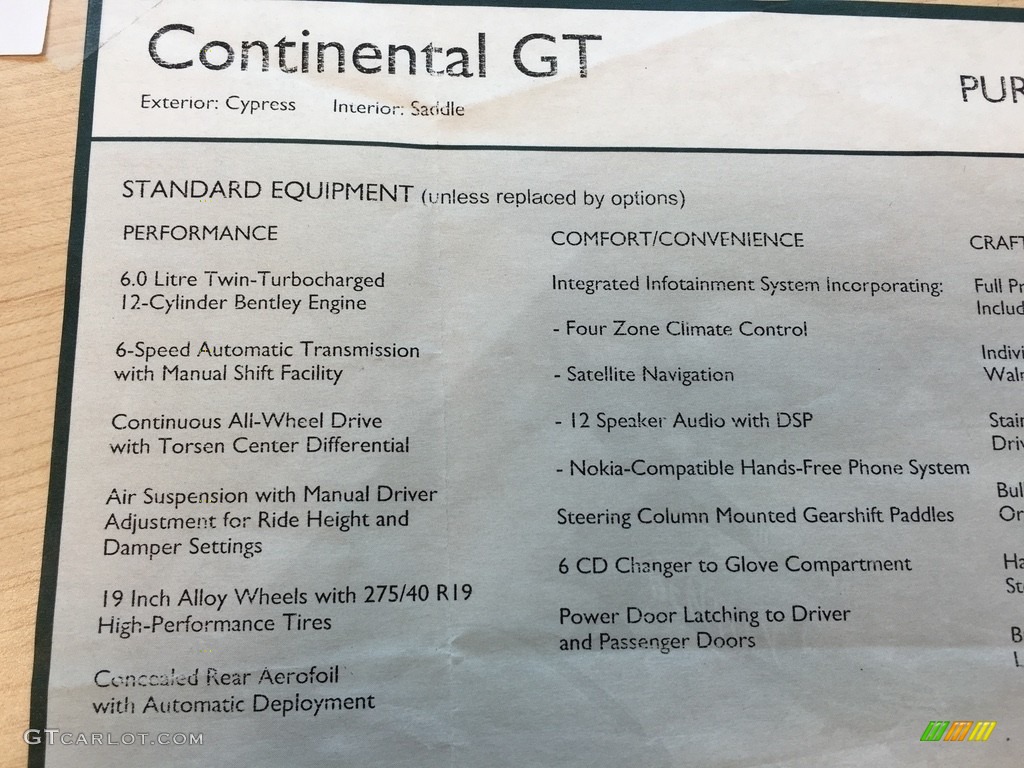 Continental GT
Exterior: Cypress Interior: Saddle
PUR
STANDARD EQUIPMENT (unless replaced by options)
PERFORMANCE
6.0 Litre Twin-Turbocharged
12-Cylinder Bentley Engine
6-Speed Automatic Transmission
with Manual Shift Facility
Continuous All-Wheel Drive
with Torsen Center Differential
Air Suspension with Manual Driver
Adjustment for Ride Height and
Damper Settings
19 Inch Alloy Wheels with 275/40 R19
High-Performance Tires
Concealed Rear Aerofoil
with Automatic Deployment
COMFORT/CONVENIENCE
Integrated Infotainment System incorporating:
- Four Zone Climate Control
- Satellite Navigation
- 12 Speaker Audio with DSP
- Nokia-Compatible Hands-Free Phone System
Steering Column Mounted Gearshift Paddles
6 CD Changer to Glove Compartment
Power Door Latching to Driver
and Passenger Doors
CRAFT
Full Pr
Includ
Indivi
Waln
Stain
Driv
Bul
Or
Ha
St
B
L
GTCARLOT.COM